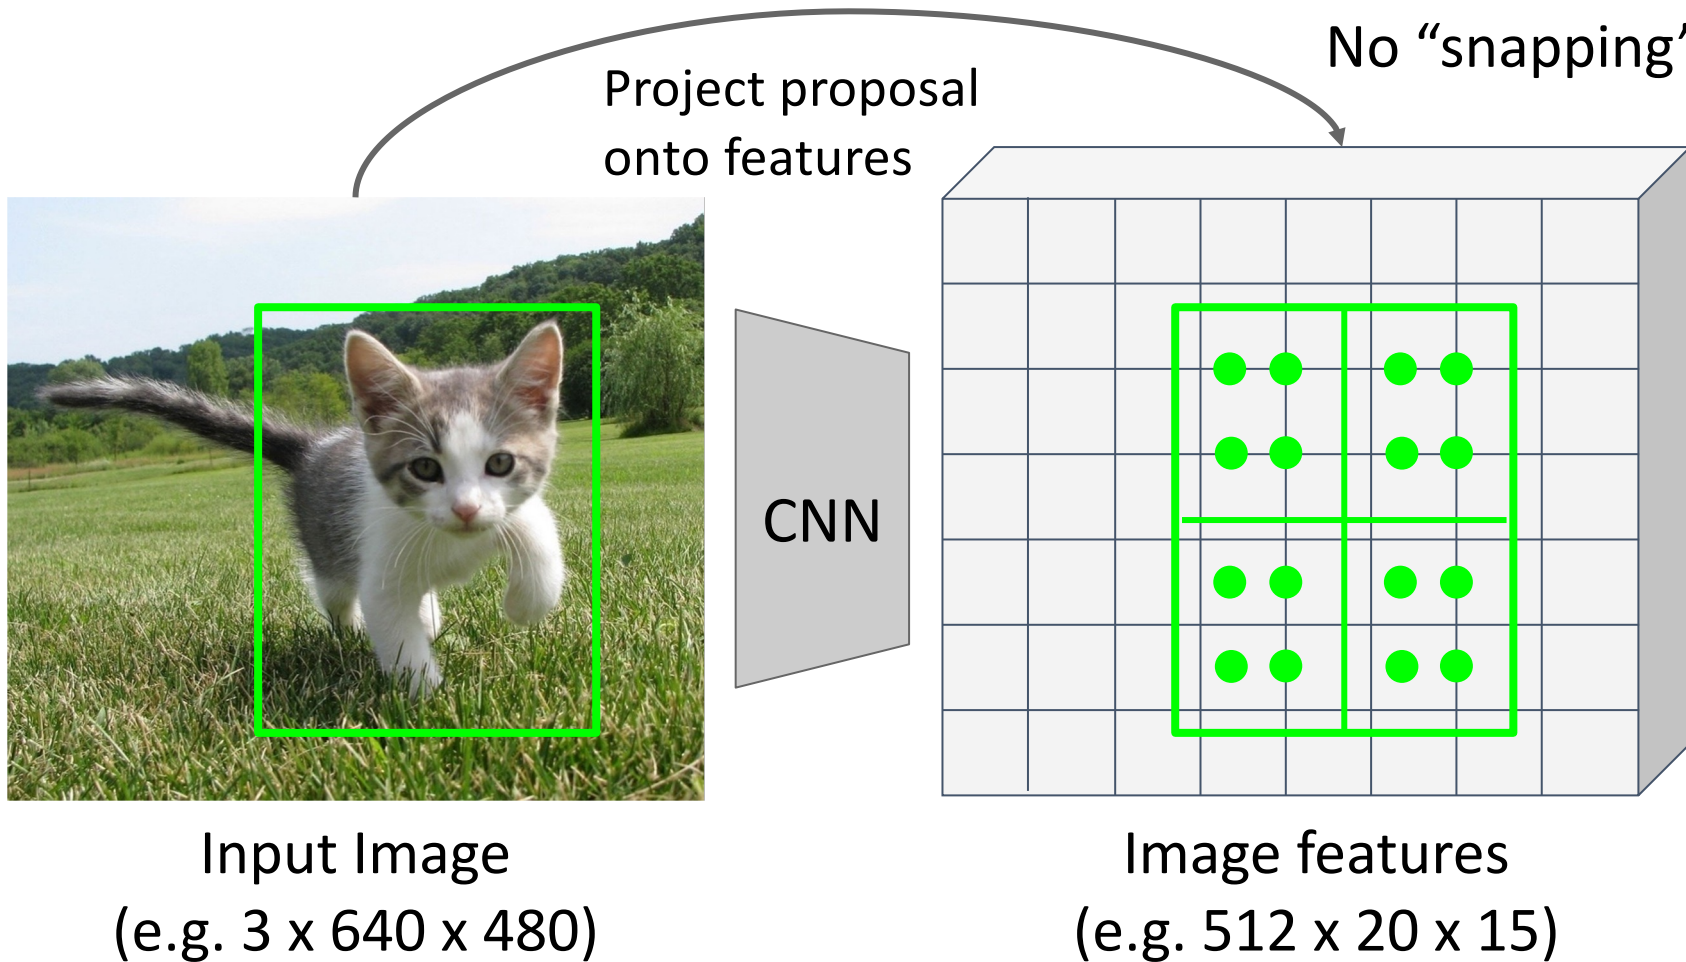 Project proposal
onto features
No “snapping”
CNN
Input Image
(e.g. 3 x 640 x 480)
Image features
(e.g. 512 x 20 x 15)